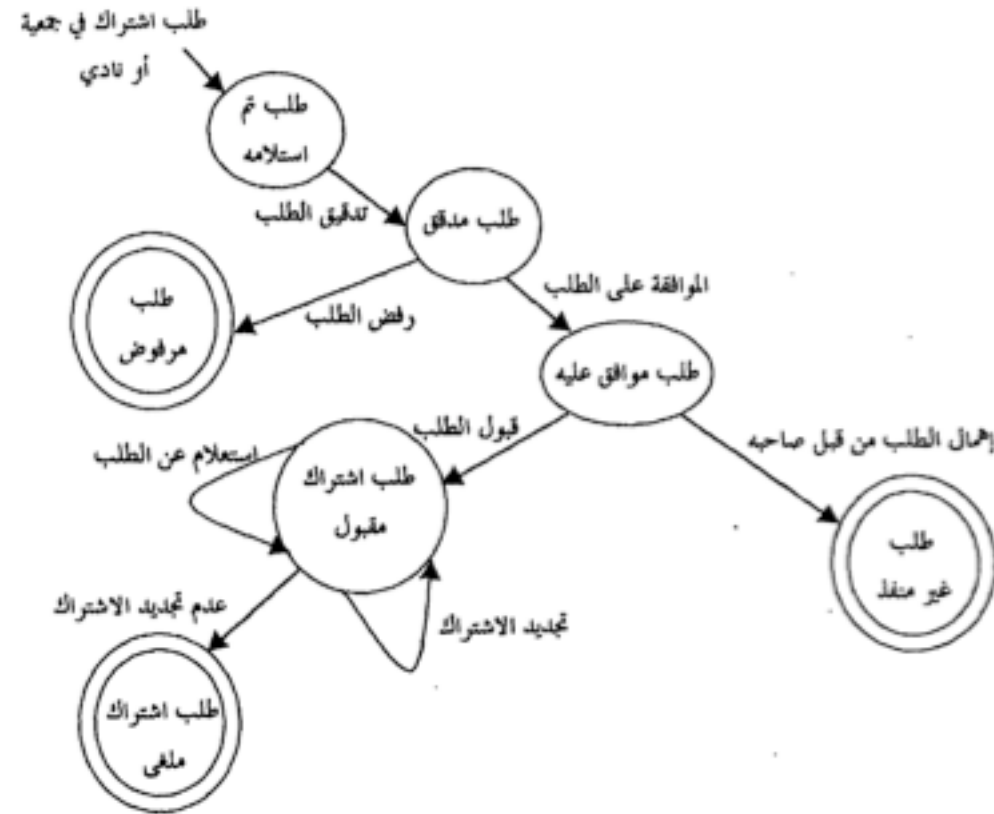 طلب اشتراك في جمعية
أو نادي
طلب تم
استلامه
تدقيق الطلب
طلب مدقق
رفض الطلب
طلب
مرفوض
الموافقة على الطلب
طلب موافق عليه
قبول الطلب
إهمال الطلب من قبل صاحبه
استعلام عن الطلب
طلب اشتراك
مقبول
طلب
غير منفذ
عدم تجديد الاشتراك
تجديد الاشتراك
طلب اشتراك
ملغى